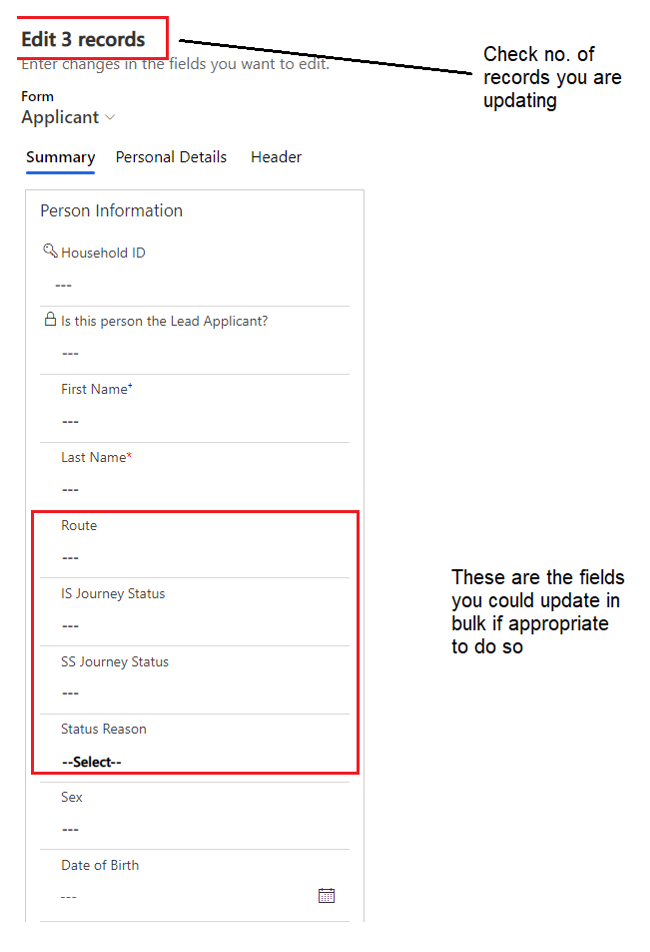 Edit 3 records
Enter changes in the fields you want to edit.
Check no. of
records you are
updating
Form
Applicant
Summary Personal Details Header
Person Information
Household ID
---
Is this person the Lead Applicant?
---
First Name+
---
Last Name*
---
Route
---
IS Journey Status
---
SS Journey Status
---
Status Reason
--Select--
These are the fields
you could update in
bulk if appropriate
to do so
Sex
---
Date of Birth
---